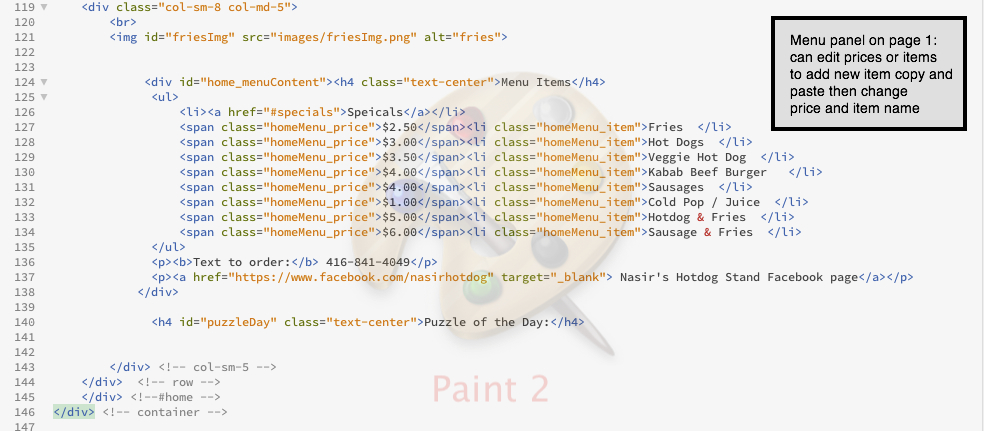 119 <div class="col-sm-8 col-md-5">
120 <br>
121 <img id="friesImg" src="images/friesImg.png" alt="fries">
122
123
124 <div id="home_menuContent"><h4 class="text-center">Menu Items</h4>
125 <ul>
126 <li><a href="#specials">Speicals</a></li>
127 <span class="homeMenu_price">$2.50</span><li class="homeMenu_item">Fries </li>
128 <span class="homeMenu_price">$3.00</span><li class="homeMenu_item">Hot Dogs </li>
129 <span class="homeMenu_price">$3.50</span><li class="homeMenu_item">Veggie Hot Dog </li>
130 <span class="homeMenu_price">$4.00</span><li class="homeMenu_item">Kabab Beef Burger </li>
131 <span class="homeMenu_price">$4.00</span><li class="homeMenu_item">Sausages </li>
132 <span class="homeMenu_price">$1.00</span><li class="homeMenu_item">Cold Pop / Juice </li>
133 <span class="homeMenu_price">$5.00</span><li class="homeMenu_item">Hotdog & Fries </li>
134 <span class="homeMenu_price">$6.00</span><li class="homeMenu_item">Sausage & Fries </li>
135 </ul>
136 <p><b>Text to order:</b> 416-841-4049</p>
137 <p><a href="https://www.facebook.com/nasirhotdog" target="_blank"> Nasir's Hotdog Stand Facebook page</a></p>
138 </div>
139
140 <h4 id="puzzleDay" class="text-center">Puzzle of the Day:</h4>
141
142
143 </div> <!-- col-sm-5 -->
144 </div> <!-- row -->
145 </div> <!--#home -->
146 </div> <!-- container -->
147
Menu panel on page 1:
can edit prices or items
to add new item copy and
paste then change
price and item name
Paint 2